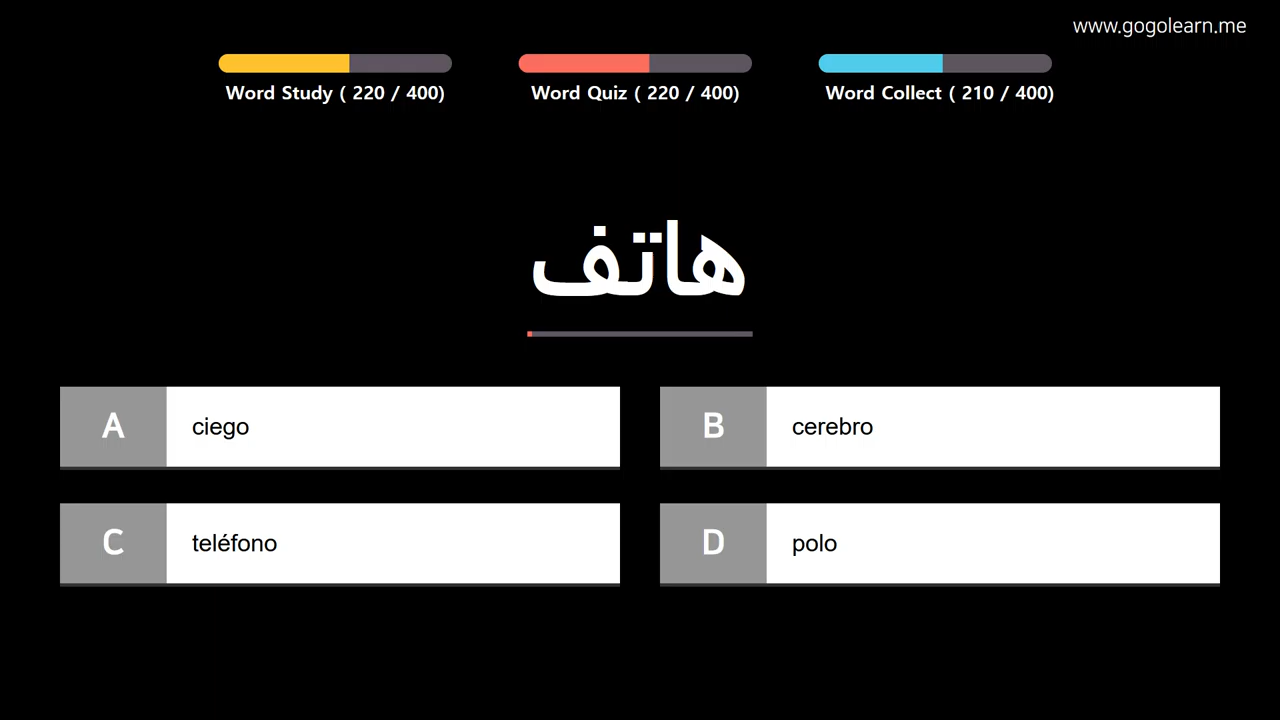 www.gogolearn.me
Word Study ( 220 / 400)
Word Quiz ( 220 / 400)
Word Collect ( 210 / 400)
هاتف
A ciego
B cerebro
C teléfono
D polo